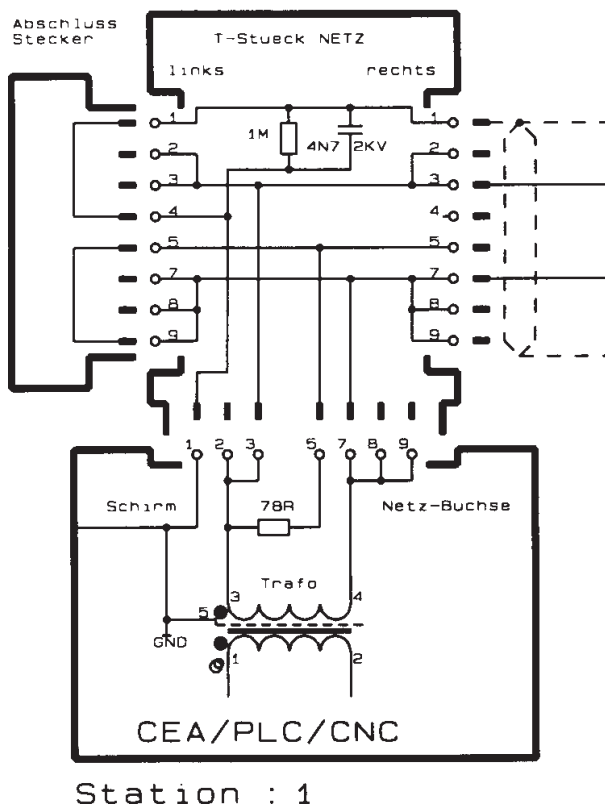 Abschluss
Stecker
T-Stueck NETZ
links rechts
1 1
1M 4N7 2KV
2 2
3 3
4 4
5 5
7 7
8 8
9 9
1 2 3 5 7 8 9
Schirm Netz-Buchse
78R
Trafo
3 4
5
GND
1 2
CEA/PLC/CNC
Station : 1